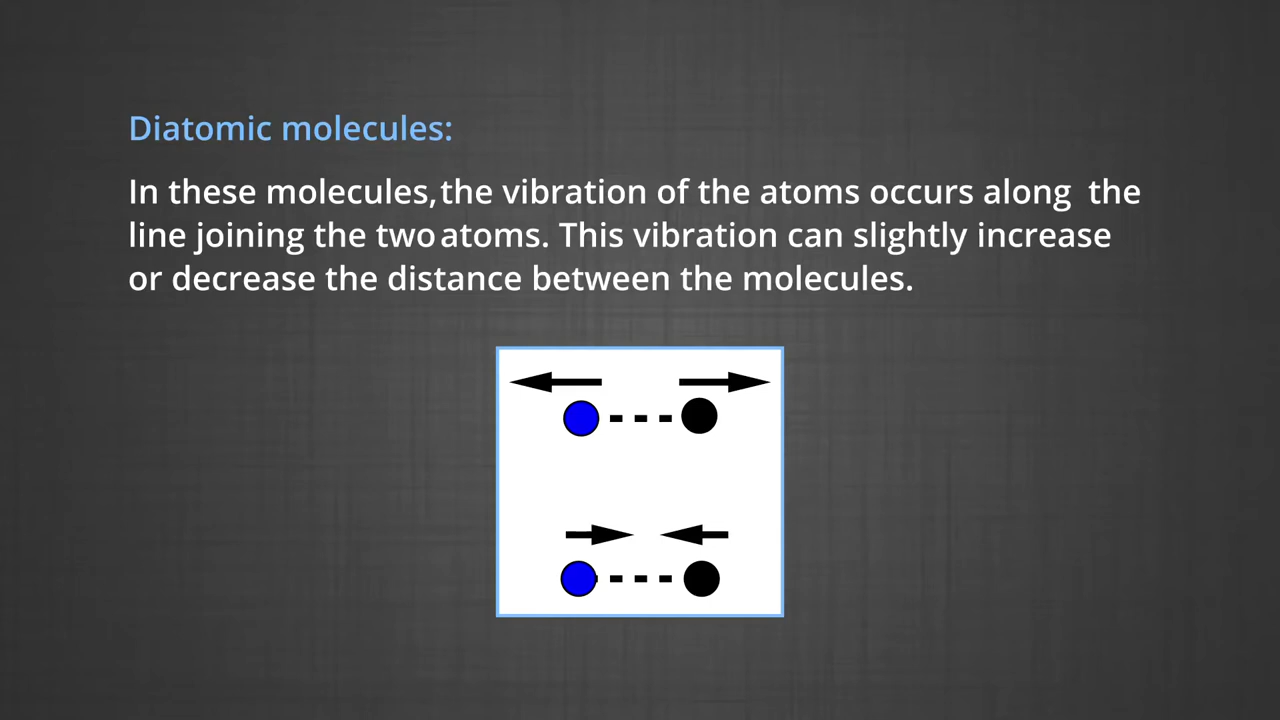 Diatomic molecules:
In these molecules, the vibration of the atoms occurs along the
line joining the two atoms. This vibration can slightly increase
or decrease the distance between the molecules.